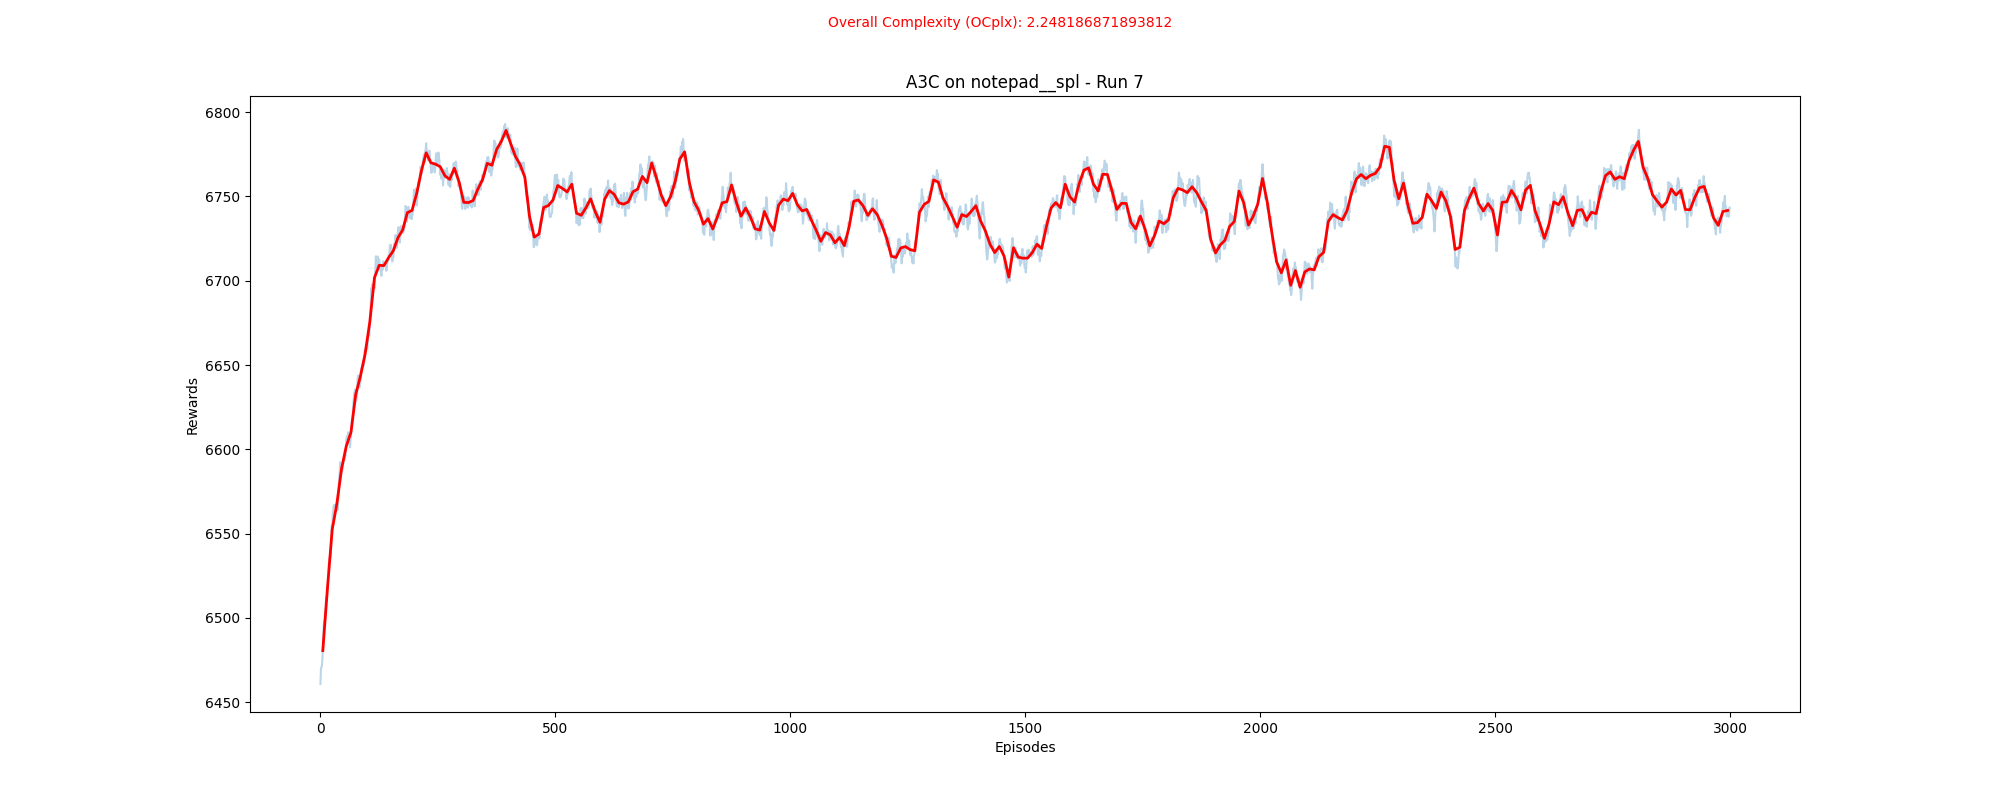 Overall Complexity (OCplx): 2.248186871893812
A3C on notepad__spl - Run 7
6800
6750
6700
6650
6600
6550
6500
6450
Rewards
0 500 1000 1500 2000 2500 3000
Episodes